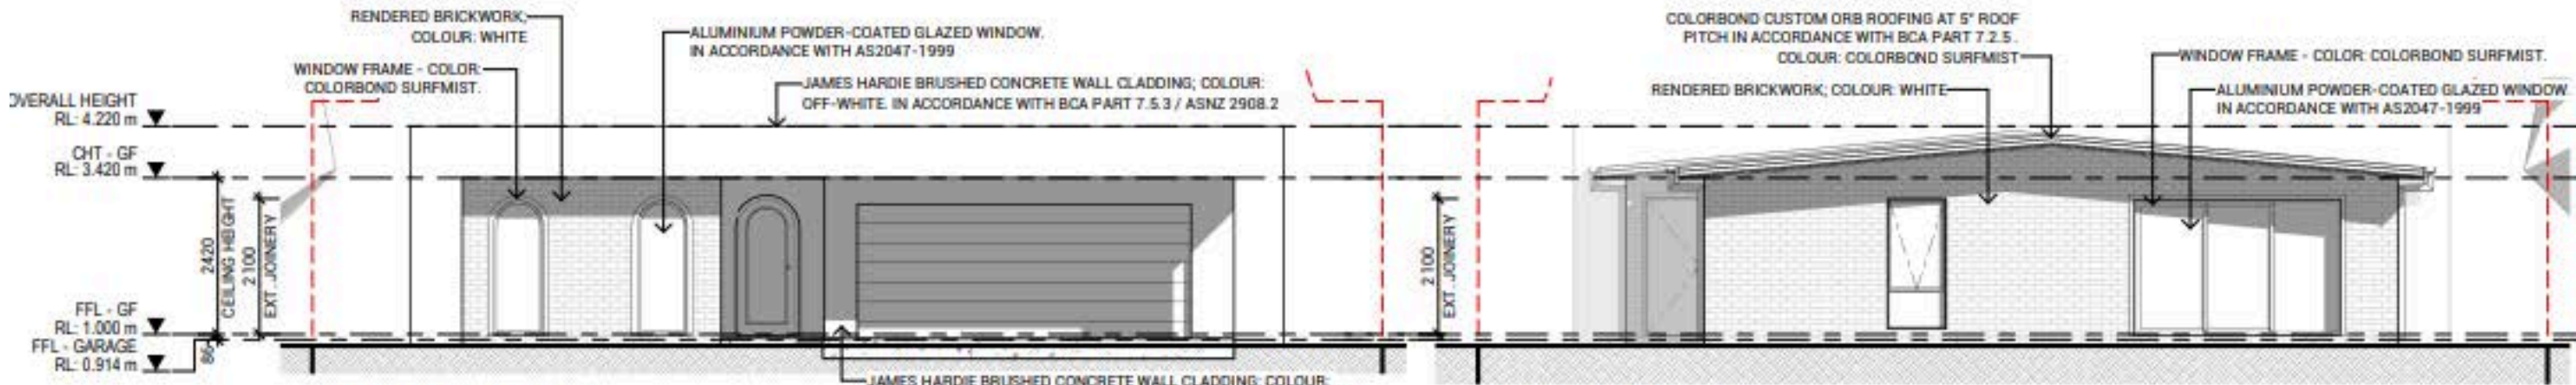 RENDERED BRICKWORK;
COLOUR: WHITE
WINDOW FRAME - COLOR:
COLORBOND SURFMIST.
ALUMINIUM POWDER-COATED GLAZED WINDOW.
IN ACCORDANCE WITH AS2047-1999
JAMES HARDIE BRUSHED CONCRETE WALL CLADDING; COLOUR:
OFF-WHITE. IN ACCORDANCE WITH BCA PART 7.5.3 / ASNZ 2908.2
OVERALL HEIGHT
RL: 4.220 m
CHT - GF
RL: 3.420 m
2420
CEILING HEIGHT
2100
EXT. JOINERY
FFL - GF
RL: 1.000 m
FFL - GARAGE
RL: 0.914 m
86
JAMES HARDIE BRUSHED CONCRETE WALL CLADDING; COLOUR:
2100
EXT. JOINERY
COLORBOND CUSTOM ORB ROOFING AT 5° ROOF
PITCH IN ACCORDANCE WITH BCA PART 7.2.5.
COLOUR: COLORBOND SURFMIST
RENDERED BRICKWORK; COLOUR: WHITE
WINDOW FRAME - COLOR: COLORBOND SURFMIST.
ALUMINIUM POWDER-COATED GLAZED WINDOW.
IN ACCORDANCE WITH AS2047-1999